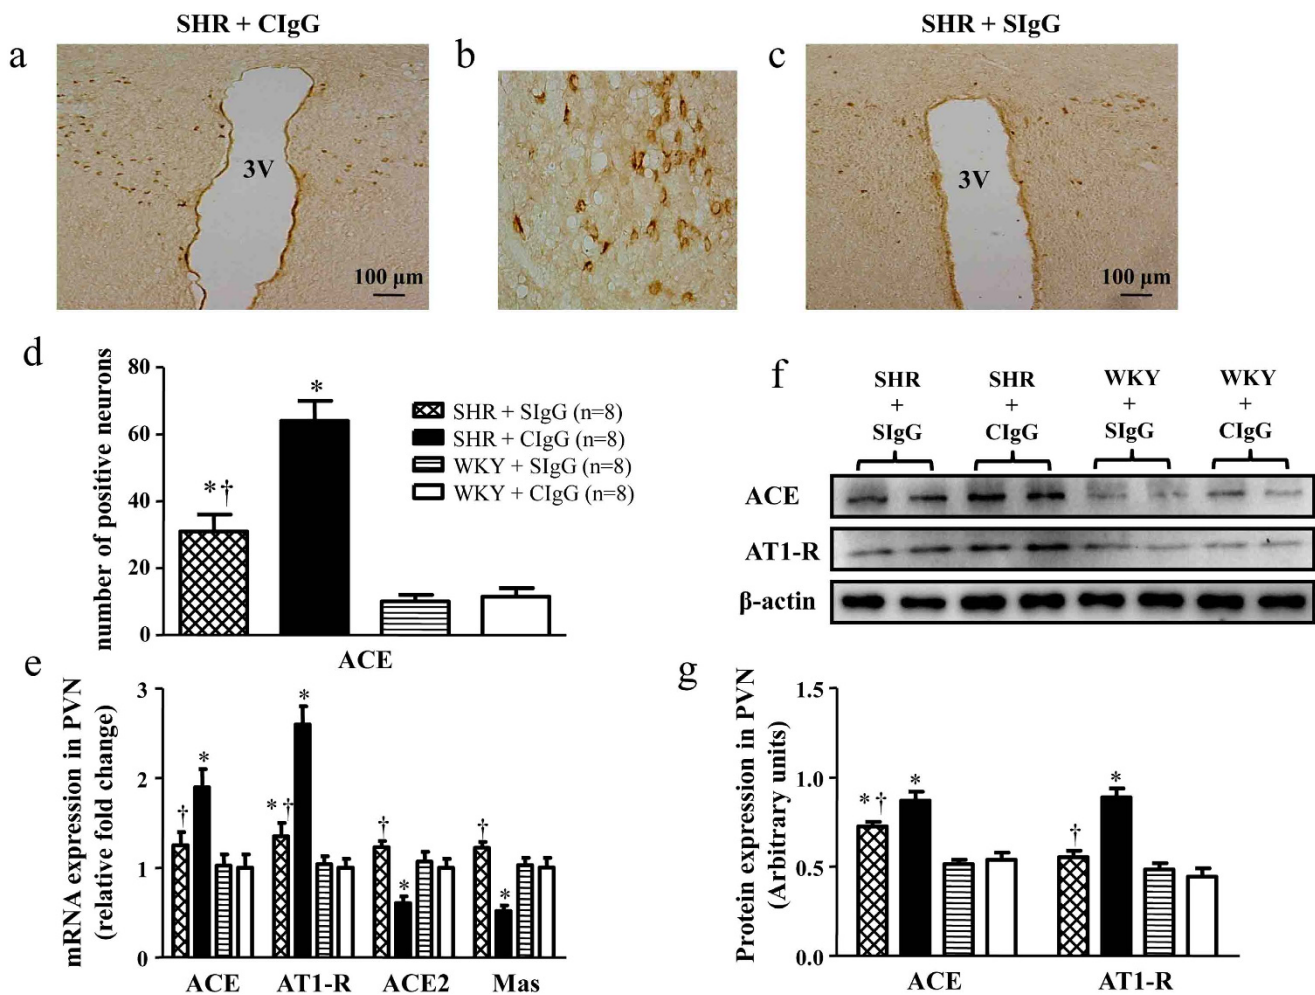 SHR + CIgG
SHR + SIgG
a
b
c
3V
100 μm
3V
100 μm
d
number of positive neurons
80
60
40
20
0
* †
*
SHR + SIgG (n=8)
SHR + CIgG (n=8)
WKY + SIgG (n=8)
WKY + CIgG (n=8)
ACE
f
SHR
+
SIgG
SHR
+
CIgG
WKY
+
SIgG
WKY
+
CIgG
ACE
AT1-R
β-actin
e
mRNA expression in PVN
(relative fold change)
3
2
1
0
†
*
* †
*
†
*
†
*
ACE AT1-R ACE2 Mas
g
Protein expression in PVN
(Arbitrary units)
1.5
1.0
0.5
0.0
* †
*
†
*
ACE AT1-R